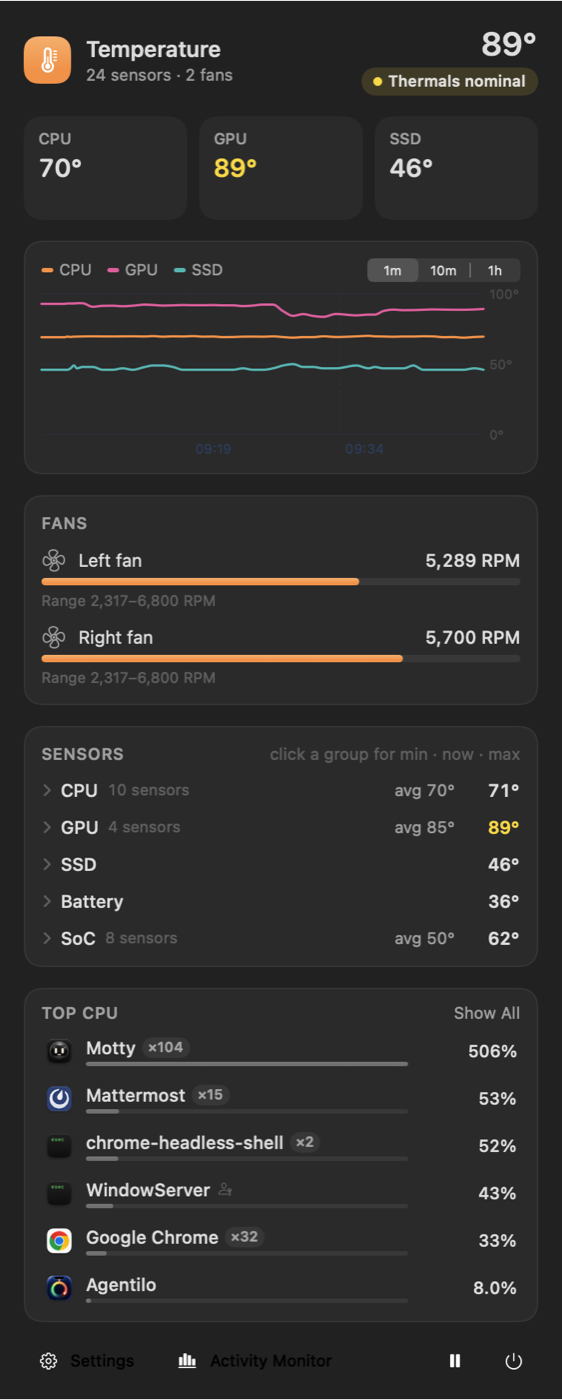 Temperature
24 sensors · 2 fans
89°
Thermals nominal
CPU
70°
GPU
89°
SSD
46°
CPU GPU SSD
1m 10m 1h
100°
50°
0°
09:19 09:34
FANS
Left fan 5,289 RPM
Range 2,317–6,800 RPM
Right fan 5,700 RPM
Range 2,317–6,800 RPM
SENSORS click a group for min · now · max
CPU 10 sensors avg 70° 71°
GPU 4 sensors avg 85° 89°
SSD 46°
Battery 36°
SoC 8 sensors avg 50° 62°
TOP CPU Show All
Motty ×104 506%
Mattermost ×15 53%
chrome-headless-shell ×2 52%
WindowServer 43%
Google Chrome ×32 33%
Agentilo 8.0%
Settings Activity Monitor